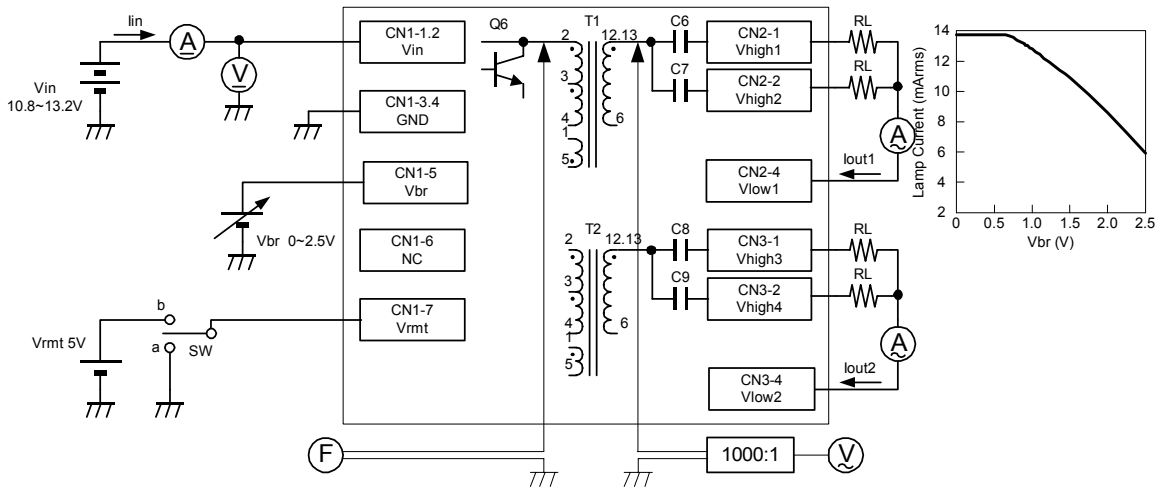 Iin
A
V
Vin
10.8~13.2V
CN1-1.2
Vin
CN1-3.4
GND
CN1-5
Vbr
Vbr 0~2.5V
CN1-6
NC
CN1-7
Vrmt
b
a
SW
Vrmt 5V
Q6
T1
2
3
4
1
5
12.13
6
C6
C7
CN2-1
Vhigh1
CN2-2
Vhigh2
RL
RL
A
Iout1
CN2-4
Vlow1
T2
2
3
4
1
5
12.13
6
C8
C9
CN3-1
Vhigh3
CN3-2
Vhigh4
RL
RL
A
Iout2
CN3-4
Vlow2
F
1000:1
V
Lamp Current (mArms)
14
12
10
8
6
4
2
0 0.5 1.0 1.5 2.0 2.5
Vbr (V)